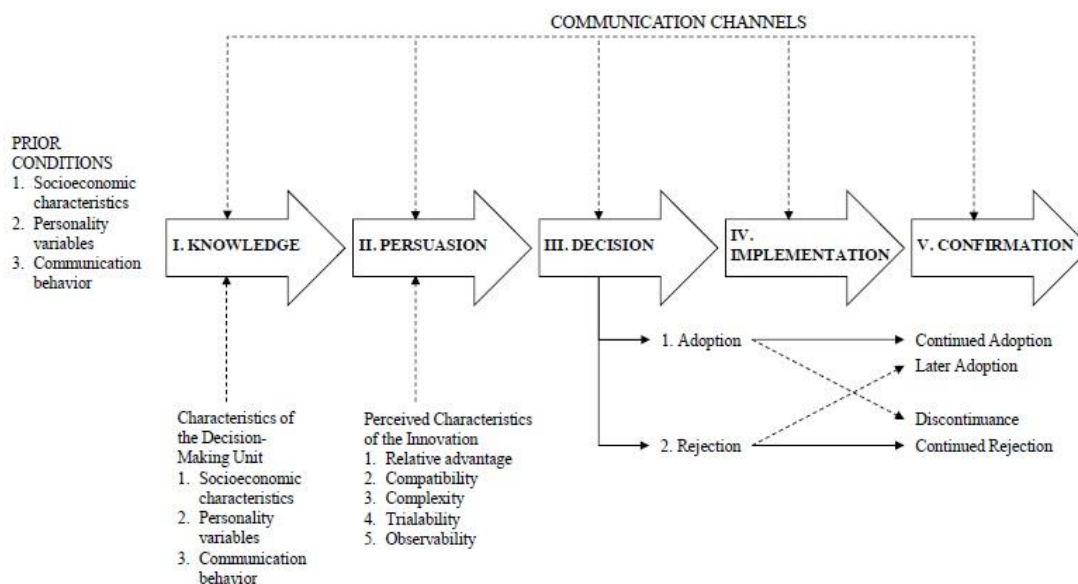 COMMUNICATION CHANNELS
PRIOR
CONDITIONS
1. Socioeconomic
characteristics
2. Personality
variables
3. Communication
behavior
I. KNOWLEDGE
II. PERSUASION
III. DECISION
IV.
IMPLEMENTATION
V. CONFIRMATION
1. Adoption
2. Rejection
Continued Adoption
Later Adoption
Discontinuance
Continued Rejection
Characteristics of
the Decision-
Making Unit
1. Socioeconomic
characteristics
2. Personality
variables
3. Communication
behavior
Perceived Characteristics
of the Innovation
1. Relative advantage
2. Compatibility
3. Complexity
4. Trialability
5. Observability